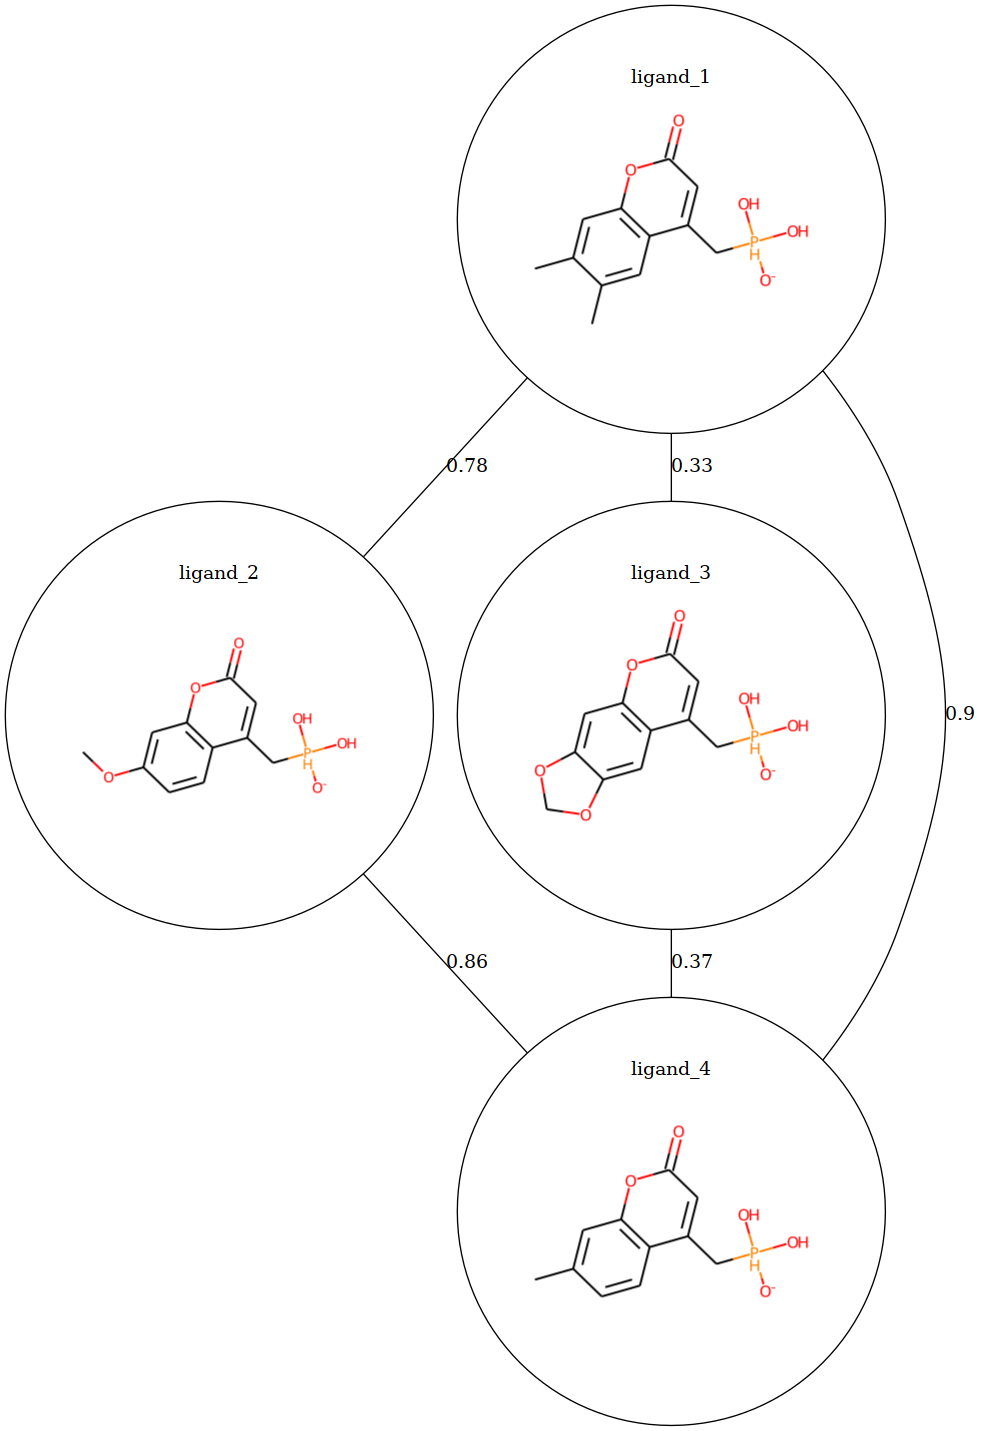 ligand_1
O
O
OH
OH
P
H
O-
0.78
0.33
ligand_2
O
O
OH
OH
P
H
O
O-
ligand_3
O
O
OH
OH
P
H
O-
O
O
0.9
0.86
0.37
ligand_4
O
O
OH
OH
P
H
O-